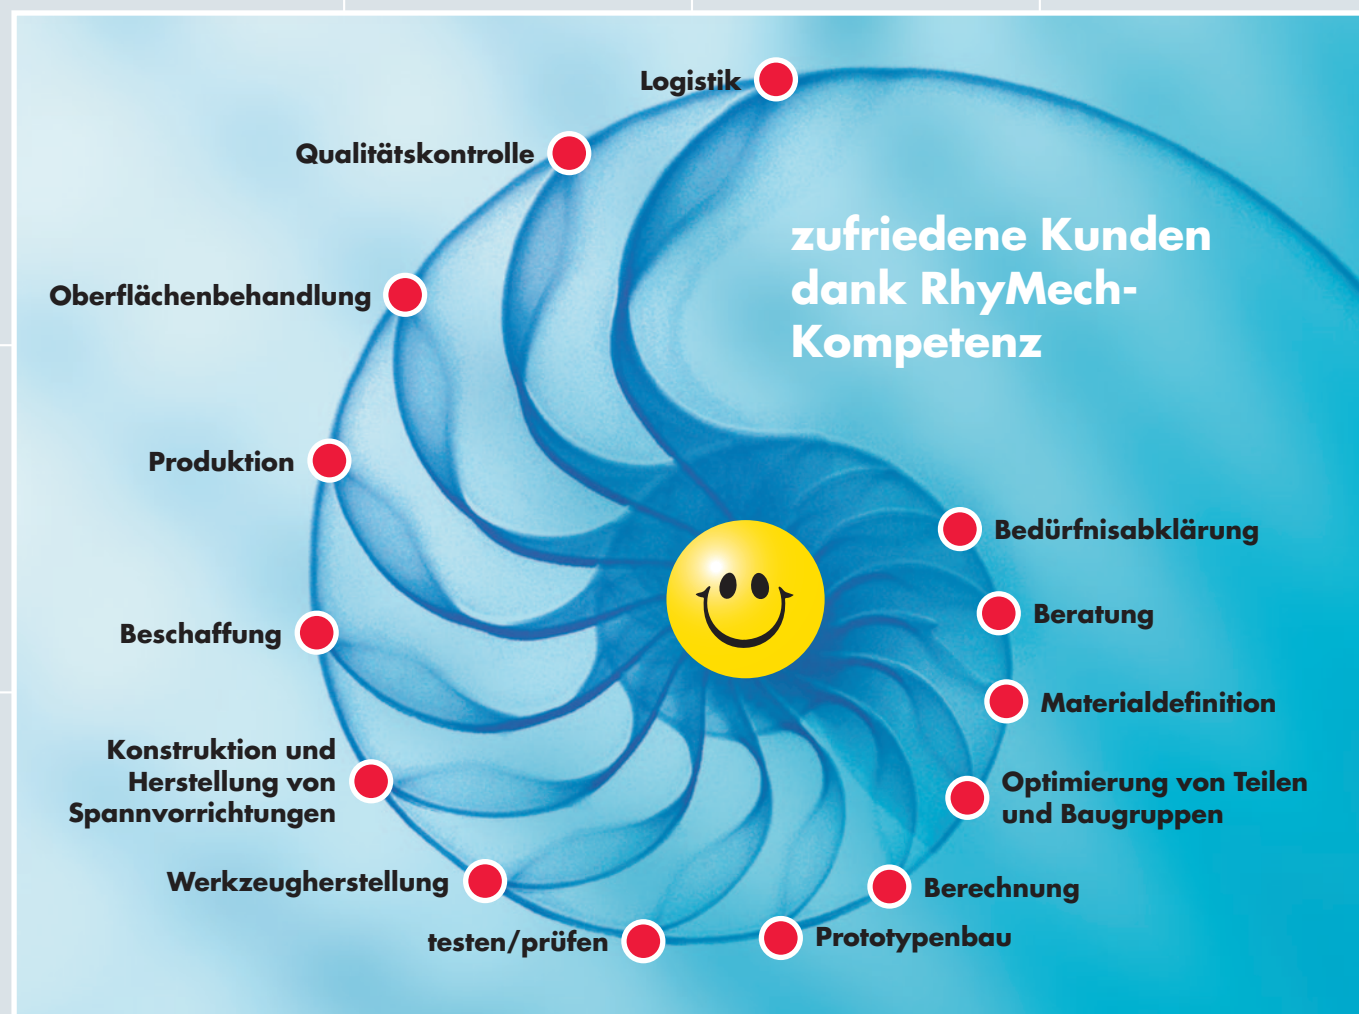 Logistik
Qualitätskontrolle
zufriedene Kunden
dank RhyMech-
Kompetenz
Oberflächenbehandlung
Produktion
Bedürfnisabklärung
Beratung
Beschaffung
Materialdefinition
Konstruktion und
Herstellung von
Spannvorrichtungen
Optimierung von Teilen
und Baugruppen
Werkzeugherstellung
Berechnung
testen/prüfen
Prototypenbau